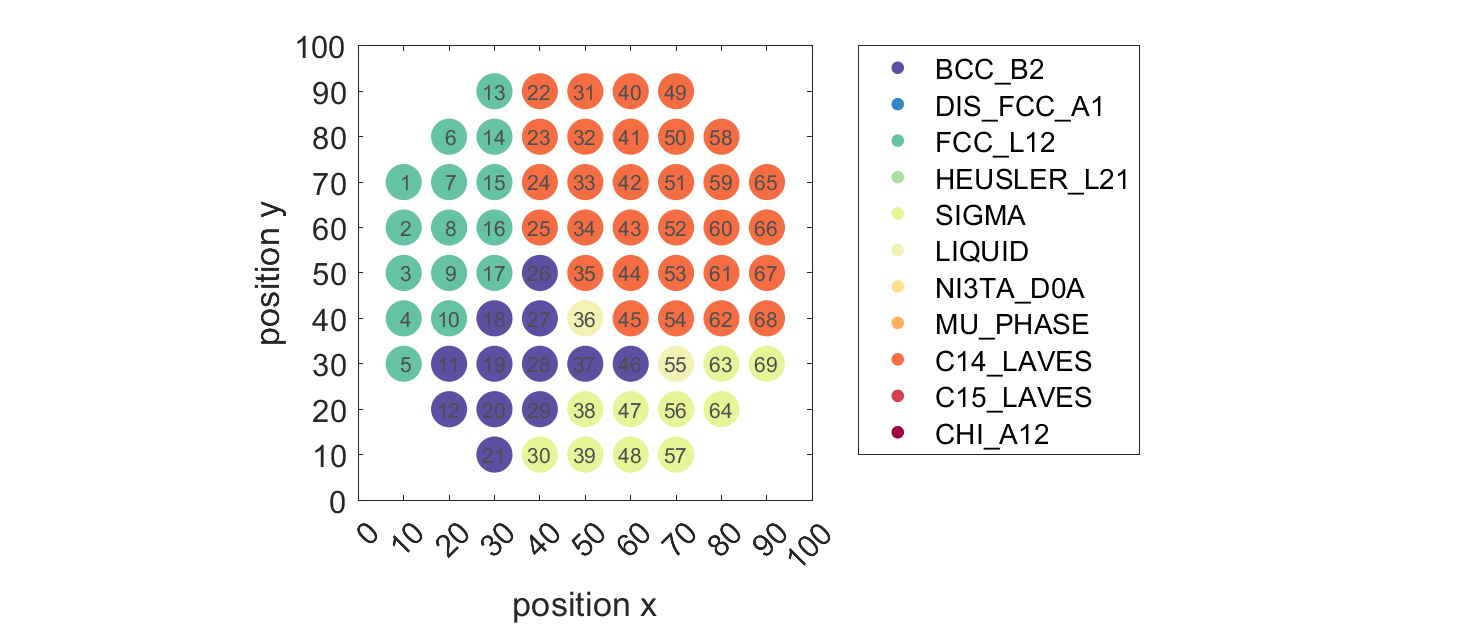 100
90
80
70
60
50
40
30
20
10
0
position y
13 22 31 40 49
6 14 23 32 41 50 58
1 7 15 24 33 42 51 59 65
2 8 16 25 34 43 52 60 66
3 9 17 26 35 44 53 61 67
4 10 18 27 36 45 54 62 68
5 11 19 28 37 46 55 63 69
12 20 29 38 47 56 64
21 30 39 48 57
0 10 20 30 40 50 60 70 80 90 100
position x
BCC_B2
DIS_FCC_A1
FCC_L12
HEUSLER_L21
SIGMA
LIQUID
NI3TA_D0A
MU_PHASE
C14_LAVES
C15_LAVES
CHI_A12